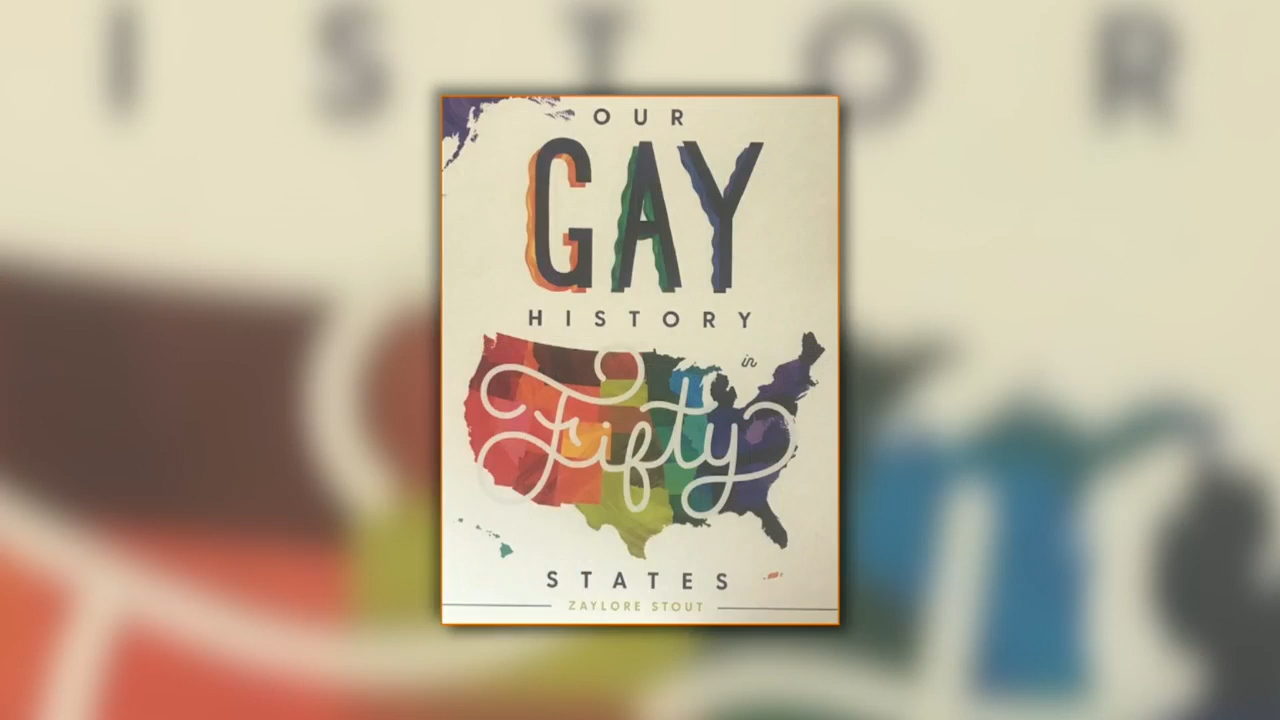 I S T O R
OUR
GAY
HISTORY
in
Fifty
STATES
ZAYLORE STOUT